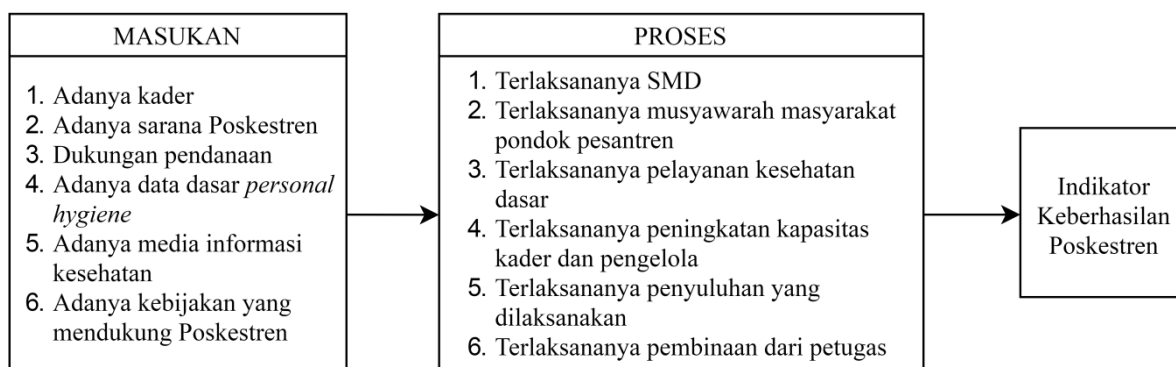 MASUKAN
1. Adanya kader
2. Adanya sarana Poskestren
3. Dukungan pendanaan
4. Adanya data dasar personal
hygiene
5. Adanya media informasi
kesehatan
6. Adanya kebijakan yang
mendukung Poskestren
PROSES
1. Terlaksananya SMD
2. Terlaksananya musyawarah masyarakat
pondok pesantren
3. Terlaksananya pelayanan kesehatan
dasar
4. Terlaksananya peningkatan kapasitas
kader dan pengelola
5. Terlaksananya penyuluhan yang
dilaksanakan
6. Terlaksananya pembinaan dari petugas
Indikator
Keberhasilan
Poskestren